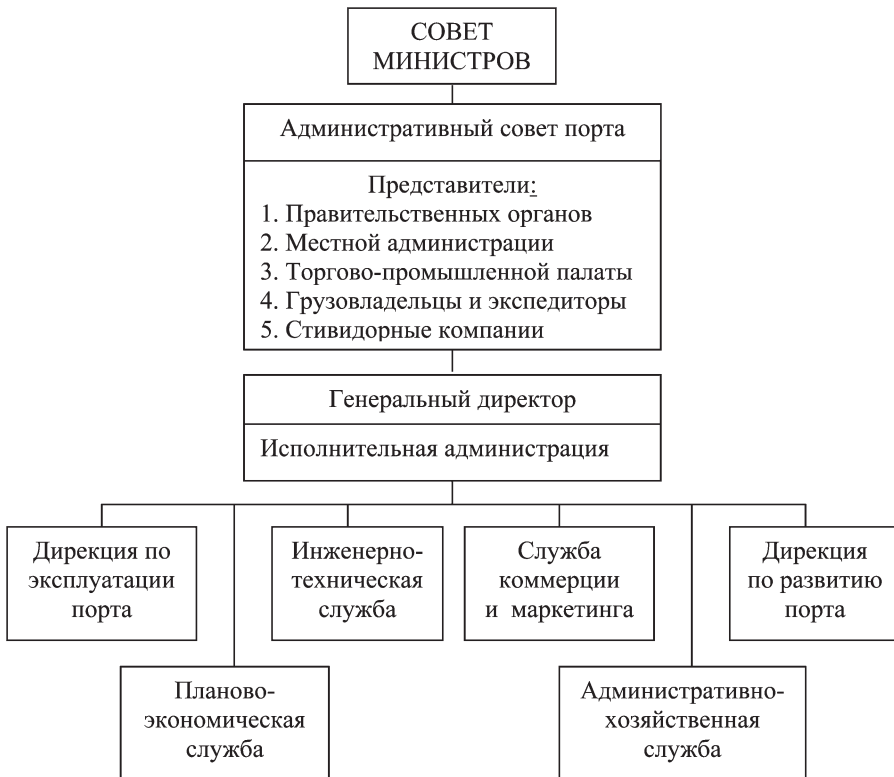 СОВЕТ
МИНИСТРОВ
Административный совет порта
Представители:
1. Правительственных органов
2. Местной администрации
3. Торгово-промышленной палаты
4. Грузовладельцы и экспедиторы
5. Стивидорные компании
Генеральный директор
Исполнительная администрация
Дирекция по
эксплуатации
порта
Инженерно-
техническая
служба
Служба
коммерции
и маркетинга
Дирекция
по развитию
порта
Планово-
экономическая
служба
Административно-
хозяйственная
служба